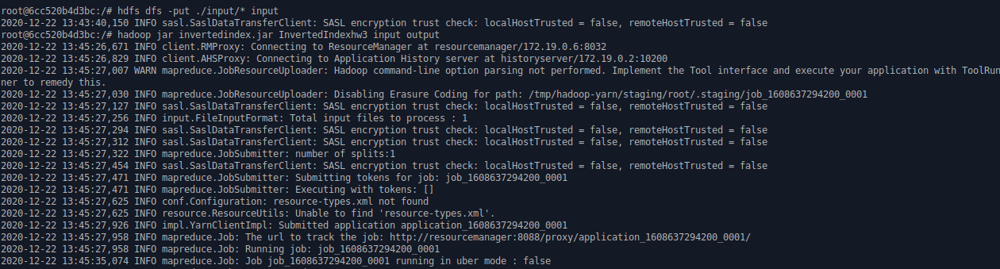 root@6cc520b4d3bc:/# hdfs dfs -put ./input/* input
2020-12-22 13:43:40,150 INFO sasl.SaslDataTransferClient: SASL encryption trust check: localHostTrusted = false, remoteHostTrusted = false
root@6cc520b4d3bc:/# hadoop jar invertedindex.jar InvertedIndexhw3 input output
2020-12-22 13:45:26,671 INFO client.RMProxy: Connecting to ResourceManager at resourcemanager/172.19.0.6:8032
2020-12-22 13:45:26,829 INFO client.AHSProxy: Connecting to Application History server at historyserver/172.19.0.2:10200
2020-12-22 13:45:27,007 WARN mapreduce.JobResourceUploader: Hadoop command-line option parsing not performed. Implement the Tool interface and execute your application with ToolRun
ner to remedy this.
2020-12-22 13:45:27,030 INFO mapreduce.JobResourceUploader: Disabling Erasure Coding for path: /tmp/hadoop-yarn/staging/root/.staging/job_1608637294200_0001
2020-12-22 13:45:27,127 INFO sasl.SaslDataTransferClient: SASL encryption trust check: localHostTrusted = false, remoteHostTrusted = false
2020-12-22 13:45:27,256 INFO input.FileInputFormat: Total input files to process : 1
2020-12-22 13:45:27,294 INFO sasl.SaslDataTransferClient: SASL encryption trust check: localHostTrusted = false, remoteHostTrusted = false
2020-12-22 13:45:27,312 INFO sasl.SaslDataTransferClient: SASL encryption trust check: localHostTrusted = false, remoteHostTrusted = false
2020-12-22 13:45:27,322 INFO mapreduce.JobSubmitter: number of splits:1
2020-12-22 13:45:27,454 INFO sasl.SaslDataTransferClient: SASL encryption trust check: localHostTrusted = false, remoteHostTrusted = false
2020-12-22 13:45:27,471 INFO mapreduce.JobSubmitter: Submitting tokens for job: job_1608637294200_0001
2020-12-22 13:45:27,471 INFO mapreduce.JobSubmitter: Executing with tokens: []
2020-12-22 13:45:27,625 INFO conf.Configuration: resource-types.xml not found
2020-12-22 13:45:27,625 INFO resource.ResourceUtils: Unable to find 'resource-types.xml'.
2020-12-22 13:45:27,926 INFO impl.YarnClientImpl: Submitted application application_1608637294200_0001
2020-12-22 13:45:27,958 INFO mapreduce.Job: The url to track the job: http://resourcemanager:8088/proxy/application_1608637294200_0001/
2020-12-22 13:45:27,958 INFO mapreduce.Job: Running job: job_1608637294200_0001
2020-12-22 13:45:35,074 INFO mapreduce.Job: Job job_1608637294200_0001 running in uber mode : false